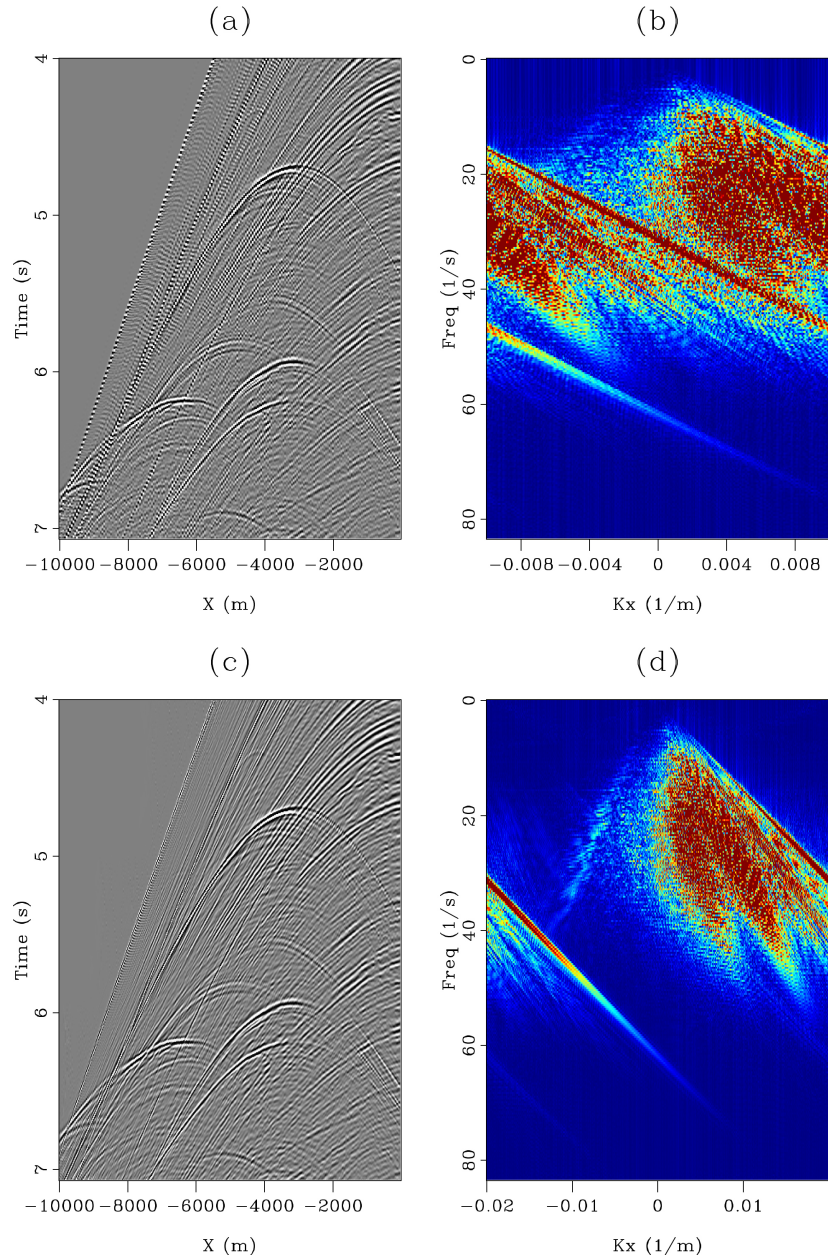 (a)
(b)
4
5
6
7
Time (s)
−10000 −8000 −6000 −4000 −2000
X (m)
0
20
40
60
80
Freq (1/s)
−0.008 −0.004 0 0.004 0.008
Kx (1/m)
(c)
(d)
4
5
6
7
Time (s)
−10000 −8000 −6000 −4000 −2000
X (m)
0
20
40
60
80
Freq (1/s)
−0.02 −0.01 0 0.01
Kx (1/m)